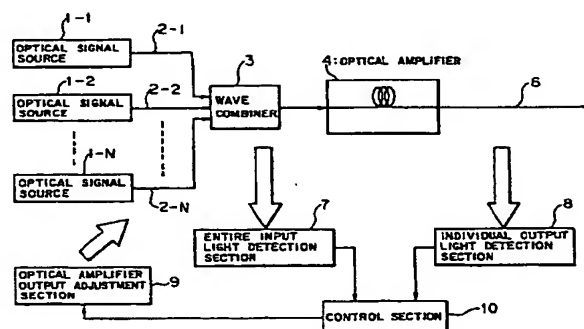 1-1
OPTICAL SIGNAL
SOURCE
2-1
1-2
OPTICAL SIGNAL
SOURCE
2-2
1-N
OPTICAL SIGNAL
SOURCE
2-N
3
WAVE
COMBINER
4: OPTICAL AMPLIFIER
6
7
ENTIRE INPUT
LIGHT DETECTION
SECTION
8
INDIVIDUAL OUTPUT
LIGHT DETECTION
SECTION
OPTICAL AMPLIFIER
OUTPUT ADJUSTMENT
SECTION
9
CONTROL SECTION
10